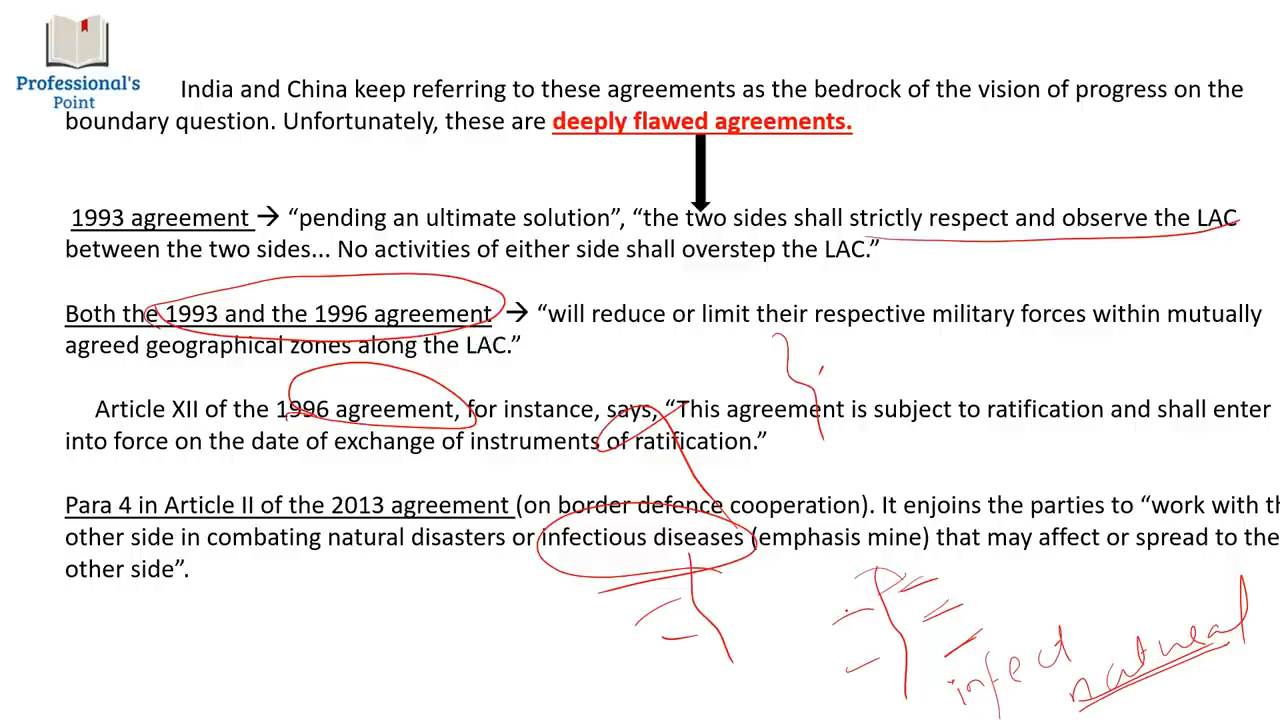 Professional's
Point
India and China keep referring to these agreements as the bedrock of the vision of progress on the
boundary question. Unfortunately, these are deeply flawed agreements.
1993 agreement → “pending an ultimate solution”, “the two sides shall strictly respect and observe the LAC
between the two sides... No activities of either side shall overstep the LAC.”
Both the 1993 and the 1996 agreement → “will reduce or limit their respective military forces within mutually
agreed geographical zones along the LAC.”
Article XII of the 1996 agreement, for instance, says, “This agreement is subject to ratification and shall enter
into force on the date of exchange of instruments of ratification.”
Para 4 in Article II of the 2013 agreement (on border defence cooperation). It enjoins the parties to “work with th
other side in combating natural disasters or infectious diseases (emphasis mine) that may affect or spread to the
other side”.
infect
natural